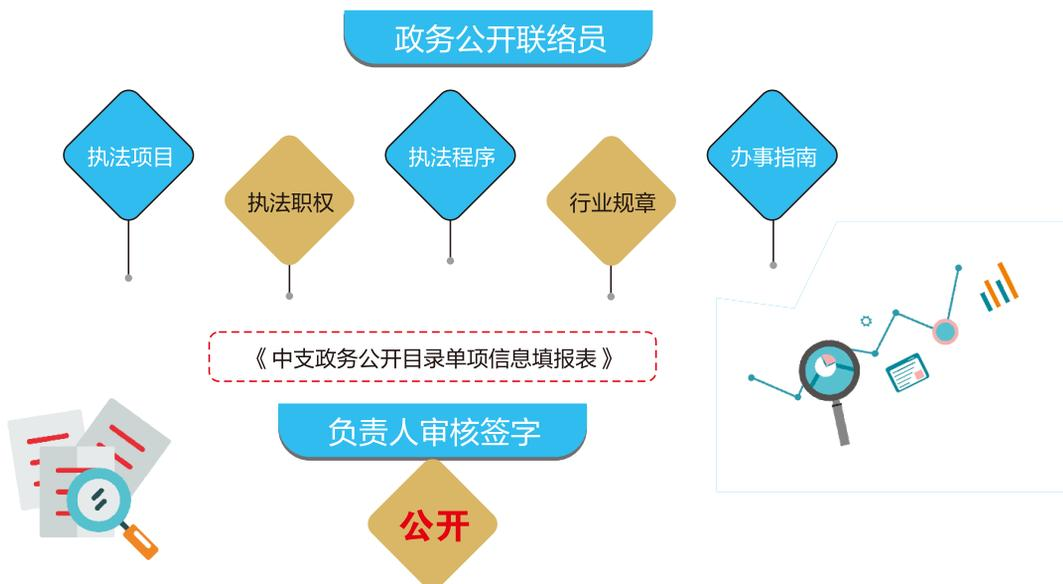 政务公开联络员
执法项目
执法职权
执法程序
行业规章
办事指南
《 中支政务公开目录单项信息填报表 》
负责人审核签字
公开